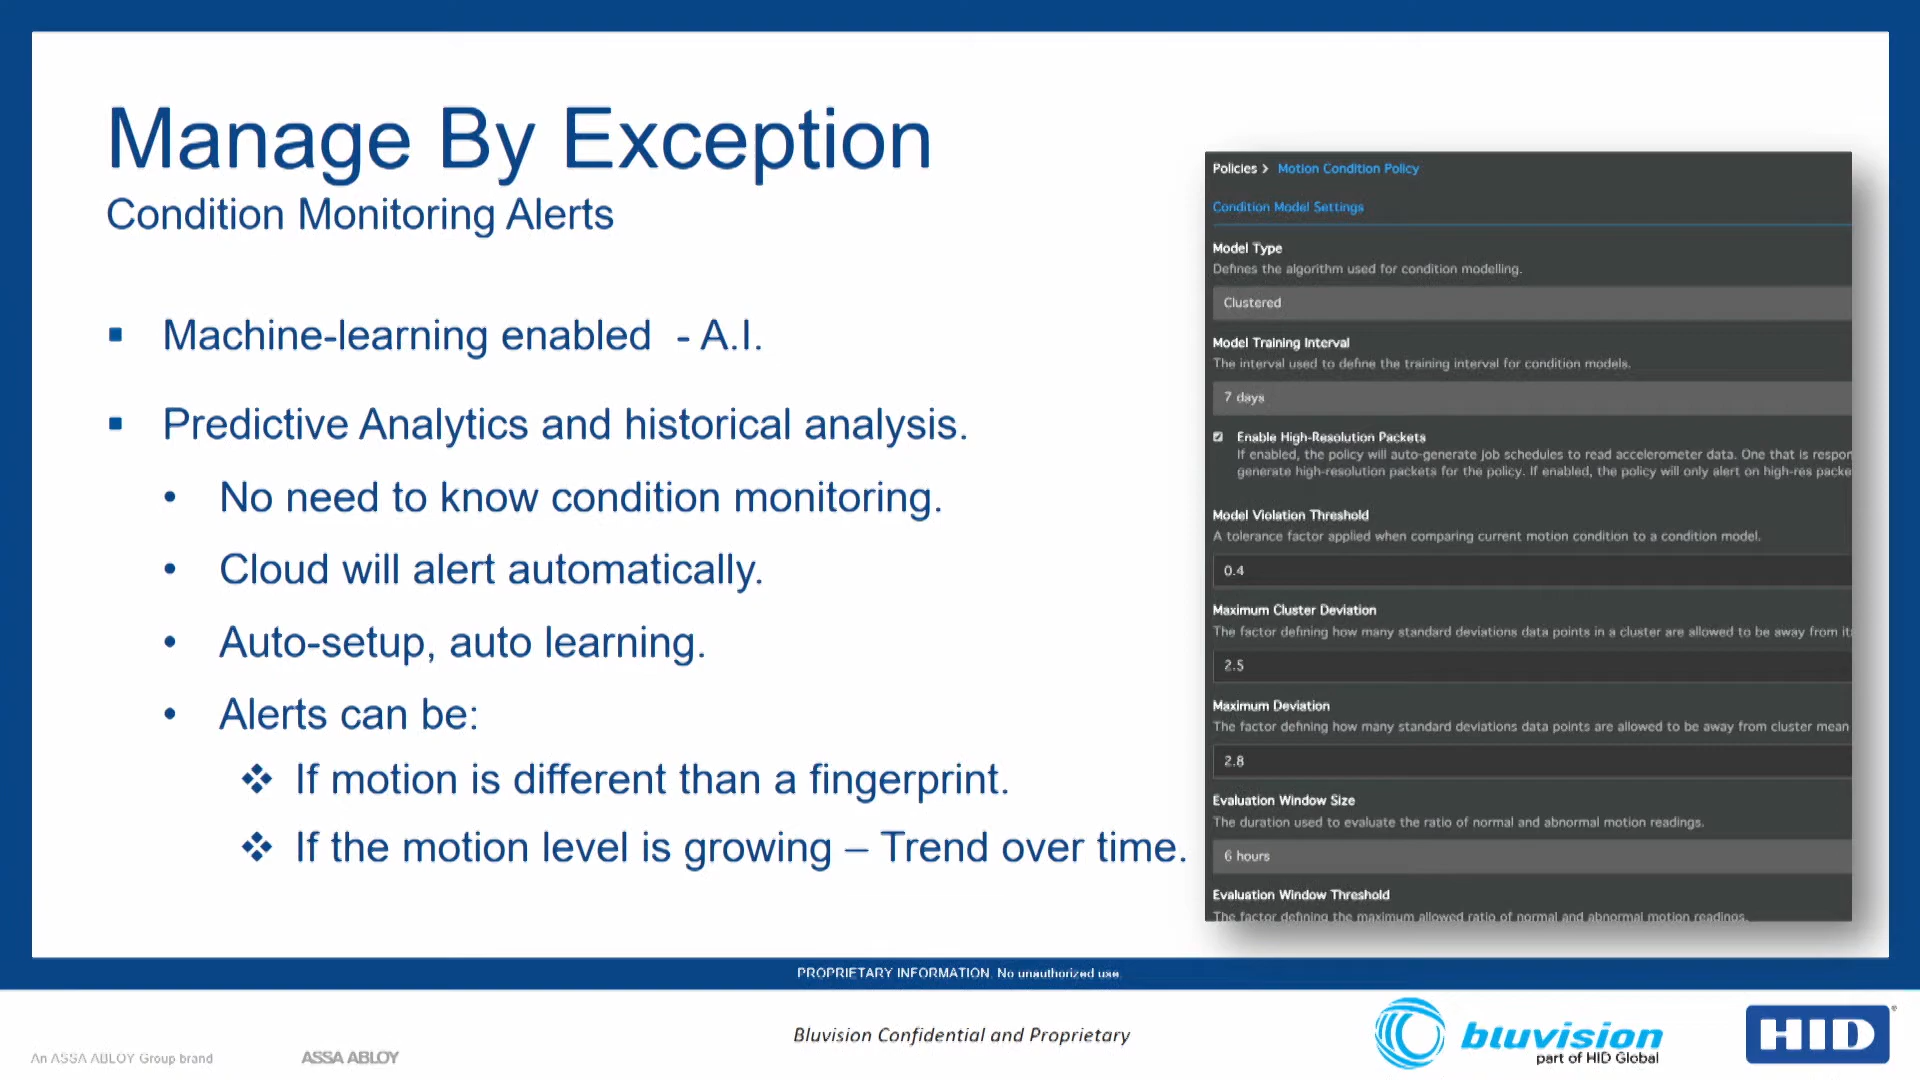 Manage By Exception
Condition Monitoring Alerts
▪ Machine-learning enabled - A.I.
▪ Predictive Analytics and historical analysis.
• No need to know condition monitoring.
• Cloud will alert automatically.
• Auto-setup, auto learning.
• Alerts can be:
❖ If motion is different than a fingerprint.
❖ If the motion level is growing – Trend over time.
Policies > Motion Condition Policy
Condition Model Settings
Model Type
Defines the algorithm used for condition modelling.
Clustered
Model Training Interval
The interval used to define the training interval for condition models.
7 days
Enable High-Resolution Packets
If enabled, the policy will auto-generate job schedules to read accelerometer data. One that is respon
generate high-resolution packets for the policy. If enabled, the policy will only alert on high-res packe
Model Violation Threshold
A tolerance factor applied when comparing current motion condition to a condition model.
0.4
Maximum Cluster Deviation
The factor defining how many standard deviations data points in a cluster are allowed to be away from it
2.5
Maximum Deviation
The factor defining how many standard deviations data points are allowed to be away from cluster mean
2.8
Evaluation Window Size
The duration used to evaluate the ratio of normal and abnormal motion readings.
6 hours
Evaluation Window Threshold
The factor defining the maximum allowed ratio of normal and abnormal motion readings.
PROPRIETARY INFORMATION. No unauthorized use.
Bluvision Confidential and Proprietary
An ASSA ABLOY Group brand
ASSA ABLOY
bluvision
part of HID Global
HID